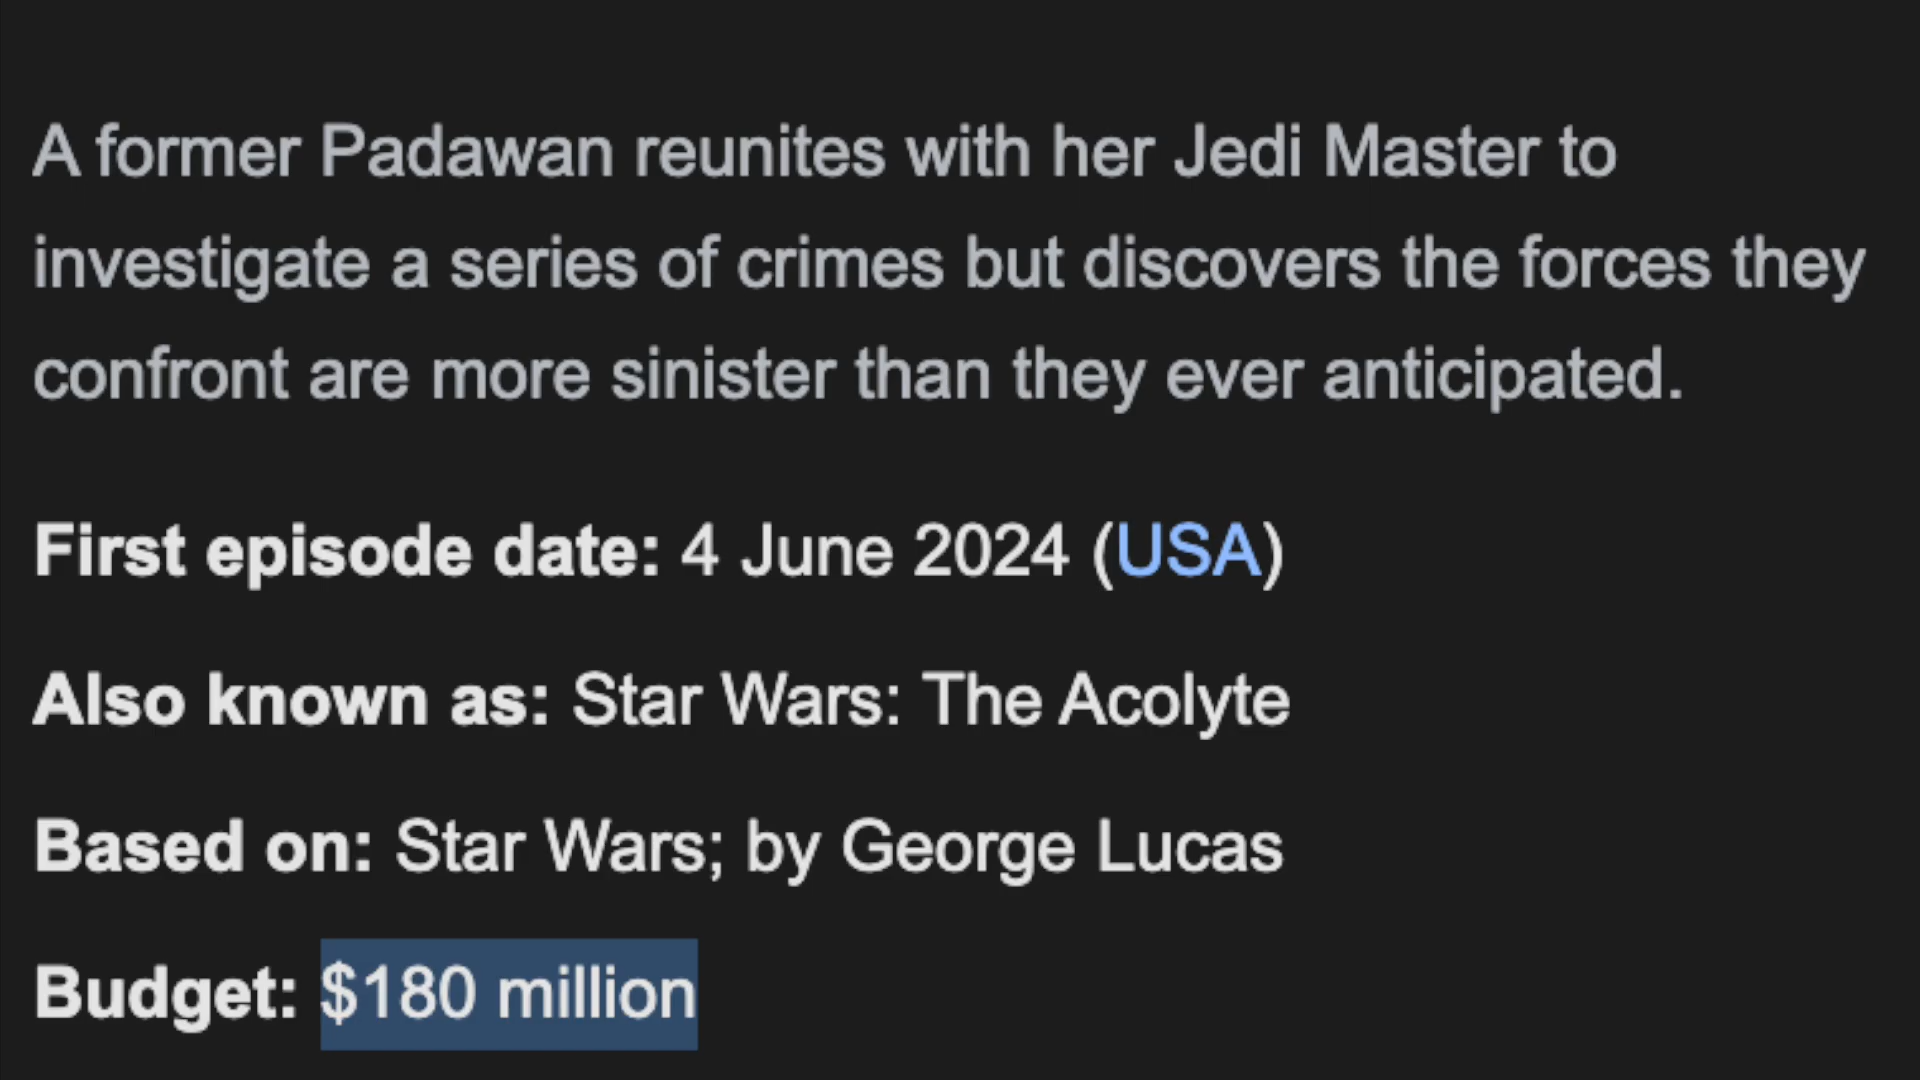 A former Padawan reunites with her Jedi Master to
investigate a series of crimes but discovers the forces they
confront are more sinister than they ever anticipated.
First episode date: 4 June 2024 (USA)
Also known as: Star Wars: The Acolyte
Based on: Star Wars; by George Lucas
Budget: $180 million